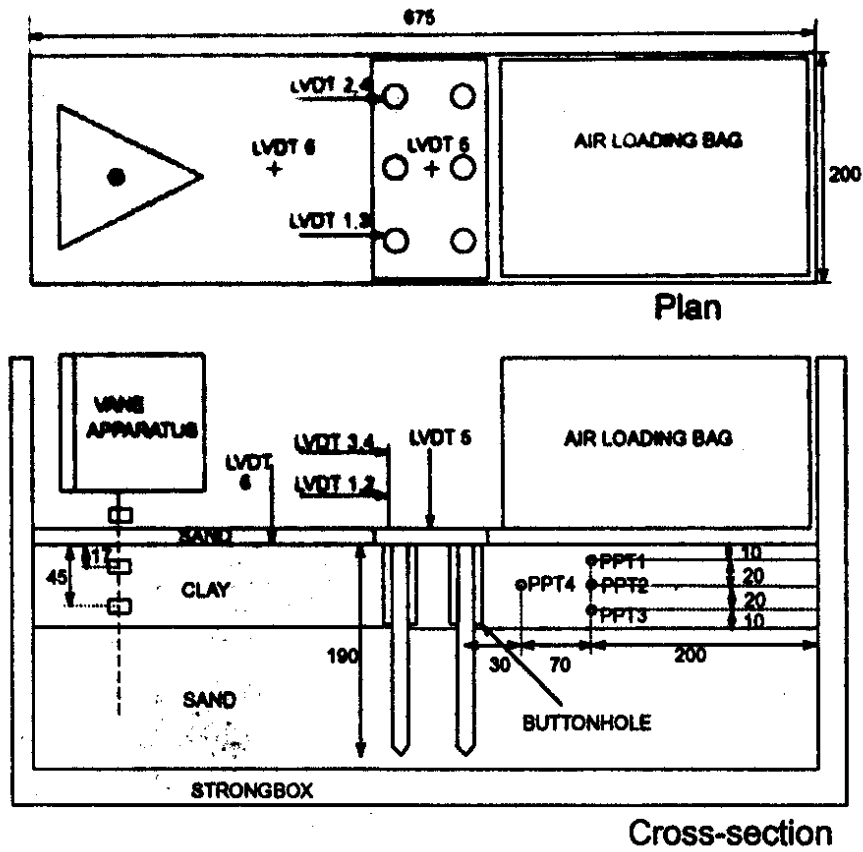 675
LVDT 2,4
LVDT 6
LVDT 5
AIR LOADING BAG
200
LVDT 1,3
Plan
VANE
APPARATUS
LVDT 3,4
LVDT 5
AIR LOADING BAG
LVDT
6
LVDT 1,2
SAND
17
45
CLAY
PPT1
10
PPT4
PPT2
20
20
PPT3
10
190
30
70
200
SAND
BUTTONHOLE
STRONGBOX
Cross-section